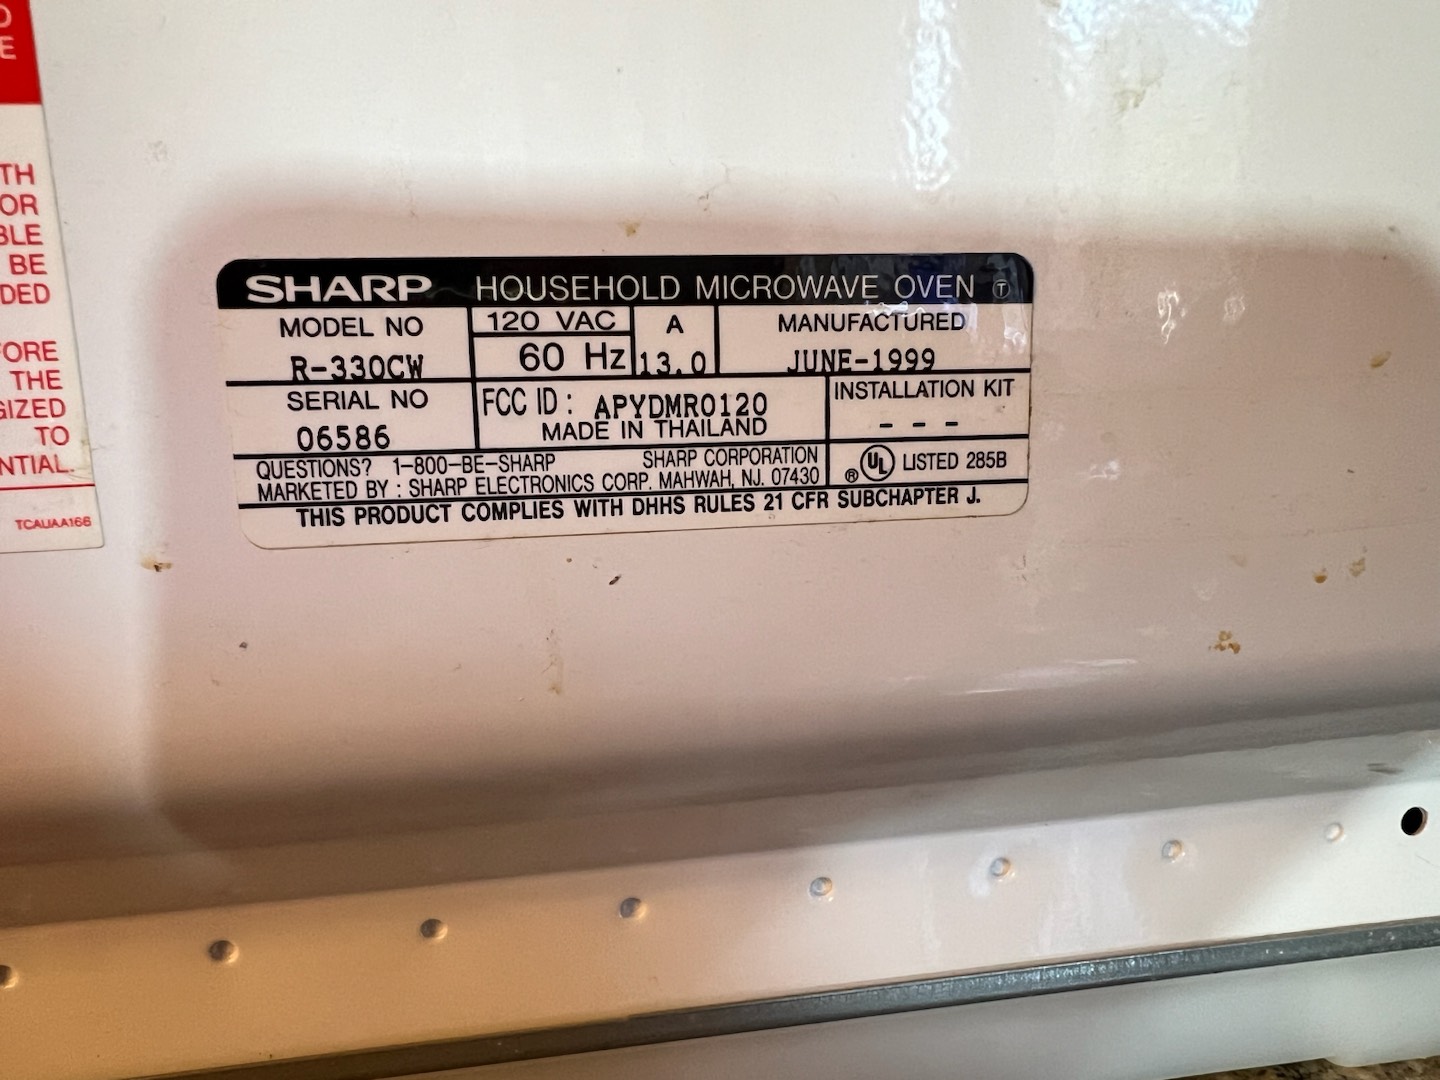 D
E
TH
OR
BLE
BE
DED
FORE
THE
GIZED
TO
NTIAL.
TCAUAA166
SHARP HOUSEHOLD MICROWAVE OVEN T
MODEL NO
R-330CW
120 VAC
60 Hz
A
13.0
MANUFACTURED
JUNE-1999
SERIAL NO
06586
FCC ID : APYDMR0120
MADE IN THAILAND
INSTALLATION KIT
- - -
QUESTIONS? 1-800-BE-SHARP SHARP CORPORATION
MARKETED BY : SHARP ELECTRONICS CORP. MAHWAH, NJ. 07430
® UL LISTED 285B
THIS PRODUCT COMPLIES WITH DHHS RULES 21 CFR SUBCHAPTER J.